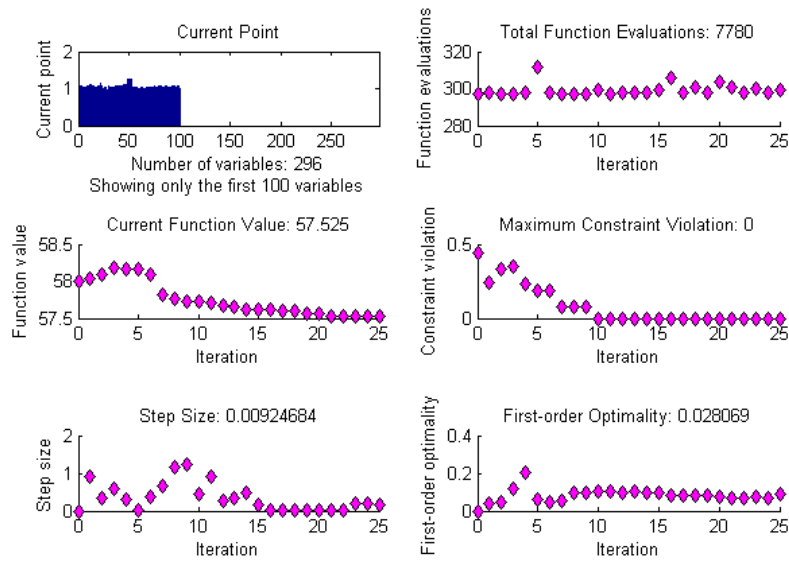 Current Point
Current point
2
1
0
0 50 100 150 200 250
Number of variables: 296
Showing only the first 100 variables
Total Function Evaluations: 7780
Function evaluations
320
300
280
0 5 10 15 20 25
Iteration
Current Function Value: 57.525
Function value
58.5
58
57.5
0 5 10 15 20 25
Iteration
Maximum Constraint Violation: 0
Constraint violation
0.5
0
0 5 10 15 20 25
Iteration
Step Size: 0.00924684
Step size
2
1
0
0 5 10 15 20 25
Iteration
First-order Optimality: 0.028069
First-order optimality
0.4
0.2
0
0 5 10 15 20 25
Iteration